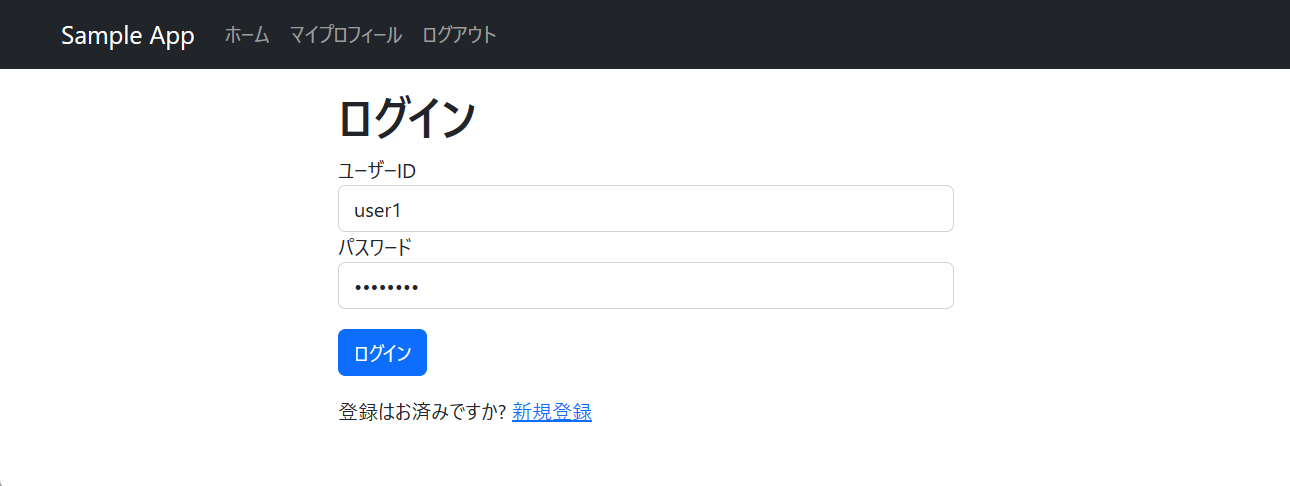 Sample App ホーム マイプロフィール ログアウト
ログイン
ユーザーID
user1
パスワード
••••••••
ログイン
登録はお済みですか? 新規登録